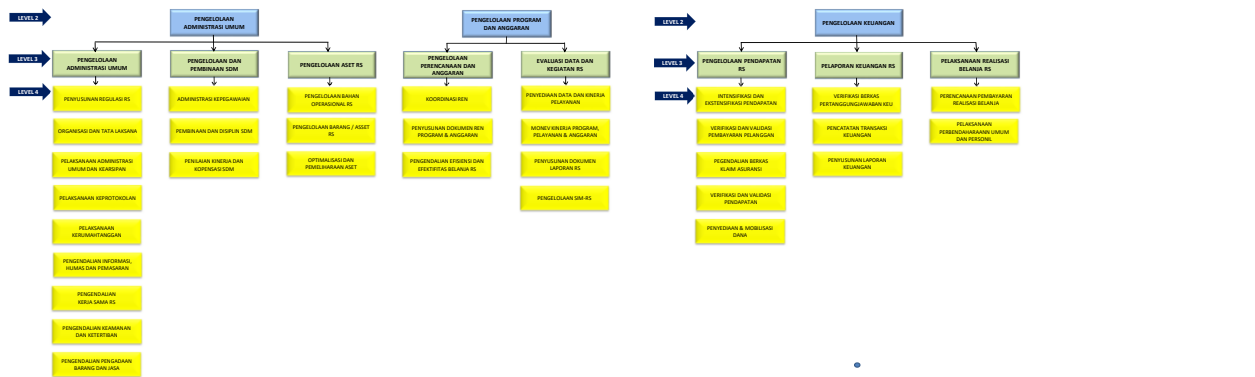 LEVEL 2
PENGELOLAAN
ADMINISTRASI UMUM
PENGELOLAAN PROGRAM
DAN ANGGARAN
LEVEL 3
PENGELOLAAN
ADMINISTRASI UMUM
PENGELOLAAN DAN
PEMBINAAN SDM
PENGELOLAAN ASET RS
PENGELOLAAN
PERENCANAAN DAN
ANGGARAN
EVALUASI DATA DAN
KEGIATAN RS
LEVEL 4
PENYUSUNAN REGULASI RS
ORGANISASI DAN TATA LAKSANA
PELAKSANAAN ADMINISTRASI
UMUM DAN KEARSIPAN
PELAKSANAAN KEPROTOKOLAN
PELAKSANAAN
KERUMAHTANGGAN
PENGENDALIAN INFORMASI,
HUMAS DAN PEMASARAN
PENGENDALIAN
KERJA SAMA RS
PENGENDALIAN KEAMANAN
DAN KETERTIBAN
PENGENDALIAN PENGADAAN
BARANG DAN JASA
ADMINISTRASI KEPEGAWAIAN
PEMBINAAN DAN DISIPLIN SDM
PENILAIAN KINERJA DAN
KOPENSASI SDM
PENGELOLAAN BAHAN
OPERASIONAL RS
PENGELOLAAN BARANG / ASSET
RS
OPTIMALISASI DAN
PEMELIHARAAN ASET
KOORDINASI REN
PENYUSUNAN DOKUMEN REN
PROGRAM & ANGGARAN
PENGENDALIAN EFISIENSI DAN
EFEKTIFITAS BELANJA RS
PENYEDIAAN DATA DAN KINERJA
PELAYANAN
MONEV KINERJA PROGRAM,
PELAYANAN & ANGGARAN
PENYUSUNAN DOKUMEN
LAPORAN RS
PENGELOLAAN SIM-RS
LEVEL 2
PENGELOLAAN KEUANGAN
LEVEL 3
PENGELOLAAN PENDAPATAN
RS
PELAPORAN KEUANGAN RS
PELAKSANAAN REALISASI
BELANJA RS
LEVEL 4
INTENSIFIKASI DAN
EKSTENSIFIKASI PENDAPATAN
VERIFIKASI DAN VALIDASI
PEMBAYARAN PELANGGAN
PEGENDALIAN BERKAS
KLAIM ASURANSI
VERIFIKASI DAN VALIDASI
PENDAPATAN
PENYEDIAAN & MOBILISASI
DANA
VERIFIKASI BERKAS
PERTANGGUNGJAWABAN KEU
PENCATATAN TRANSAKSI
KEUANGAN
PENYUSUNAN LAPORAN
KEUANGAN
PERENCANAAN PEMBAYARAN
REALISASI BELANJA
PELAKSANAAN
PERBENDAHARAANN UMUM
DAN PERSONIL